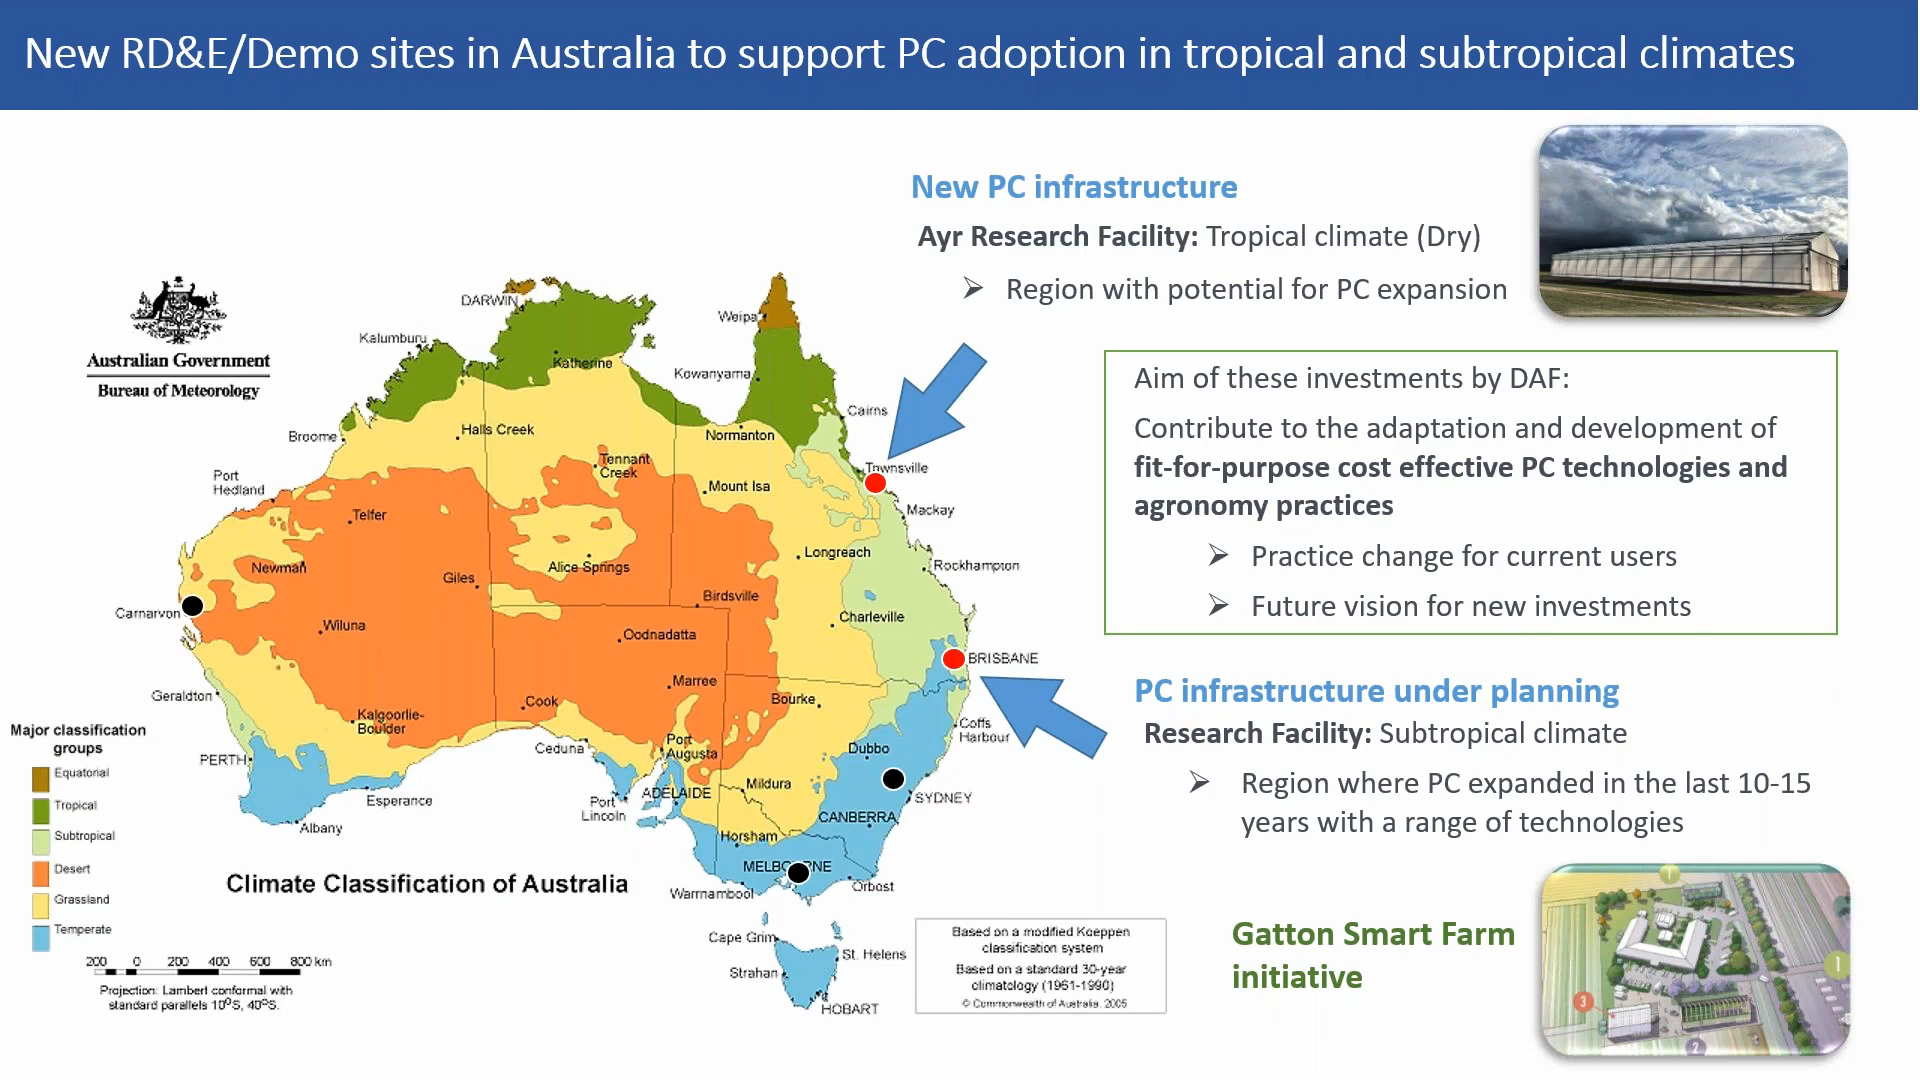 New RD&E/Demo sites in Australia to support PC adoption in tropical and subtropical climates
New PC infrastructure
Ayr Research Facility: Tropical climate (Dry)
➢ Region with potential for PC expansion
Aim of these investments by DAF:
Contribute to the adaptation and development of
fit-for-purpose cost effective PC technologies and
agronomy practices
➢ Practice change for current users
➢ Future vision for new investments
PC infrastructure under planning
Research Facility: Subtropical climate
➢ Region where PC expanded in the last 10-15
years with a range of technologies
Gatton Smart Farm
initiative
Australian Government
Bureau of Meteorology
DARWIN
Weipa
Kalumburu
Katherine
Kowanyama
Cairns
Broome
Halls Creek
Normanton
Tennant
Creek
Townsville
Port
Hedland
Mount Isa
Telfer
Mackay
Longreach
Newman
Giles
Alice Springs
Rockhampton
Birdsville
Carnarvon
Charleville
Wiluna
Oodnadatta
BRISBANE
Geraldton
Marree
Cook
Bourke
Kalgoorlie-
Boulder
Coffs
Harbour
Ceduna
Port
Augusta
Dubbo
PERTH
Mildura
ADELAIDE
SYDNEY
Esperance
Port
Lincoln
CANBERRA
Albany
Horsham
MELBOURNE
Warrnambool
Orbost
Cape Grim
St. Helens
Strahan
HOBART
Major classification
groups
Equatorial
Tropical
Subtropical
Desert
Grassland
Temperate
Climate Classification of Australia
200 0 200 400 600 800 km
Projection: Lambert conformal with
standard parallels 10°S, 40°S.
Based on a modified Koeppen
classification system
Based on a standard 30-year
climatology (1961-1990)
© Commonwealth of Australia, 2005
1
1
3
2